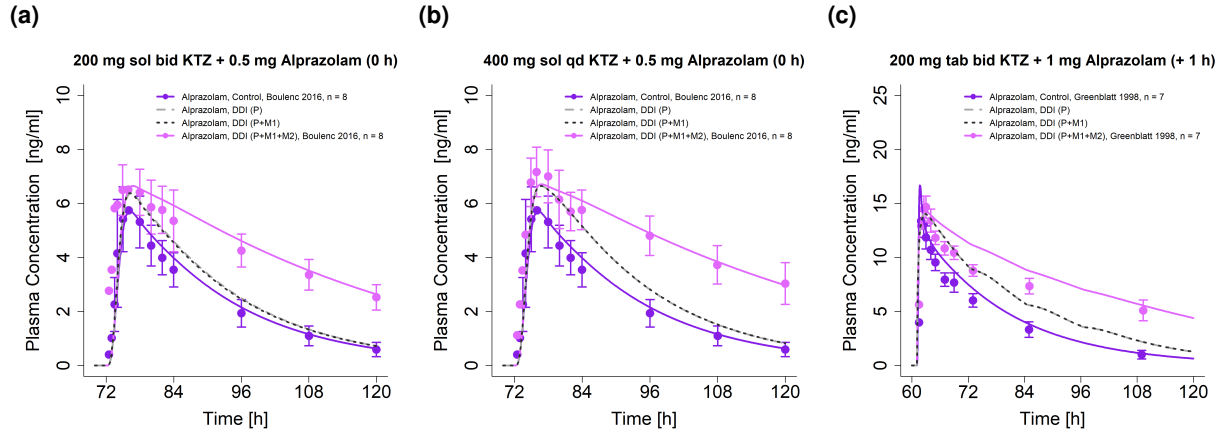 (a)
200 mg sol bid KTZ + 0.5 mg Alprazolam (0 h)
Plasma Concentration [ng/ml]
10
8
6
4
2
0
Alprazolam, Control, Boulenc 2016, n = 8
Alprazolam, DDI (P)
Alprazolam, DDI (P+M1)
Alprazolam, DDI (P+M1+M2), Boulenc 2016, n = 8
72 84 96 108 120
Time [h]
(b)
400 mg sol qd KTZ + 0.5 mg Alprazolam (0 h)
Plasma Concentration [ng/ml]
10
8
6
4
2
0
Alprazolam, Control, Boulenc 2016, n = 8
Alprazolam, DDI (P)
Alprazolam, DDI (P+M1)
Alprazolam, DDI (P+M1+M2), Boulenc 2016, n = 8
72 84 96 108 120
Time [h]
(c)
200 mg tab bid KTZ + 1 mg Alprazolam (+ 1 h)
Plasma Concentration [ng/ml]
25
20
15
10
5
0
Alprazolam, Control, Greenblatt 1998, n = 7
Alprazolam, DDI (P)
Alprazolam, DDI (P+M1)
Alprazolam, DDI (P+M1+M2), Greenblatt 1998, n = 7
60 72 84 96 108 120
Time [h]